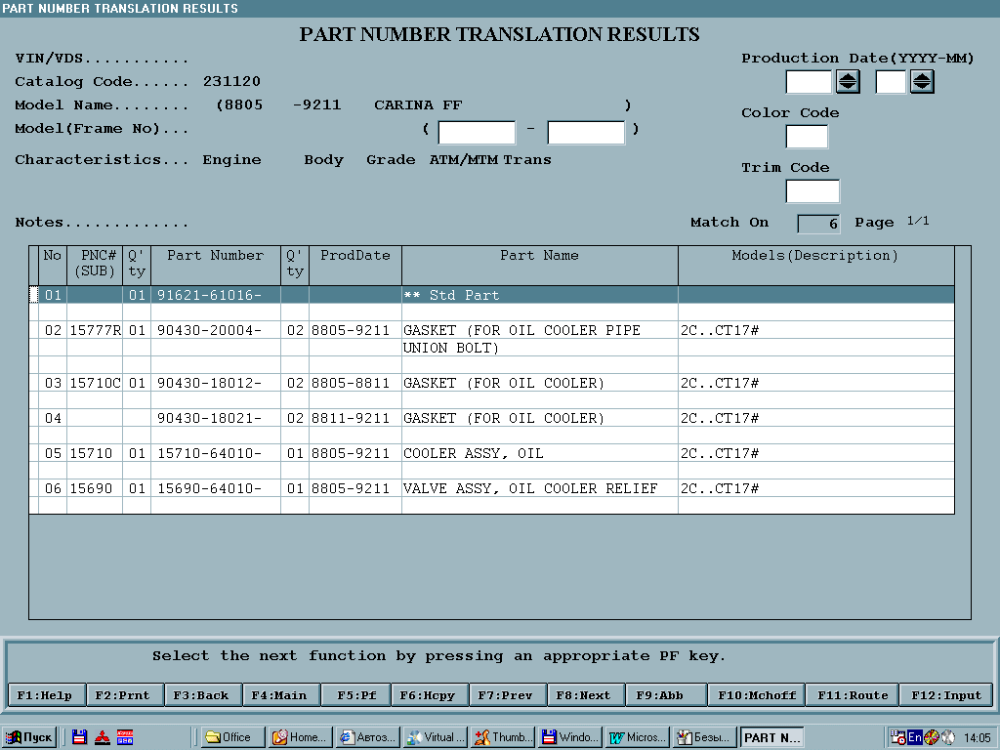 PART NUMBER TRANSLATION RESULTS
PART NUMBER TRANSLATION RESULTS
VIN/VDS........... Production Date(YYYY-MM)
Catalog Code...... 231120
Model Name........ (8805 -9211 CARINA FF )
Model(Frame No)... ( - )
Color Code
Characteristics... Engine Body Grade ATM/MTM Trans
Trim Code
Notes............. Match On 6 Page 1/1
No PNC# (SUB) Q'ty Part Number Q'ty ProdDate Part Name Models(Description)
01 01 91621-61016- ** Std Part
02 15777R 01 90430-20004- 02 8805-9211 GASKET (FOR OIL COOLER PIPE 2C..CT17#
UNION BOLT)
03 15710C 01 90430-18012- 02 8805-8811 GASKET (FOR OIL COOLER) 2C..CT17#
04 90430-18021- 02 8811-9211 GASKET (FOR OIL COOLER) 2C..CT17#
05 15710 01 15710-64010- 01 8805-9211 COOLER ASSY, OIL 2C..CT17#
06 15690 01 15690-64010- 01 8805-9211 VALVE ASSY, OIL COOLER RELIEF 2C..CT17#
Select the next function by pressing an appropriate PF key.
F1:Help F2:Prnt F3:Back F4:Main F5:Pf F6:Hcpy F7:Prev F8:Next F9:Abb F10:Mchoff F11:Route F12:Input
Пуск Office Home... Автоз... Virtual ... Thumb... Windo... Micros... Безы... PART N... En 14:05